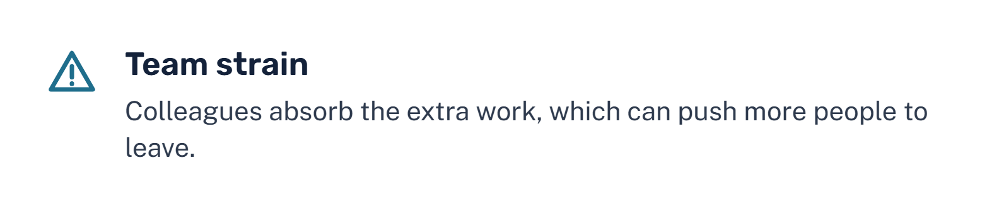 Team strain
Colleagues absorb the extra work, which can push more people to
leave.